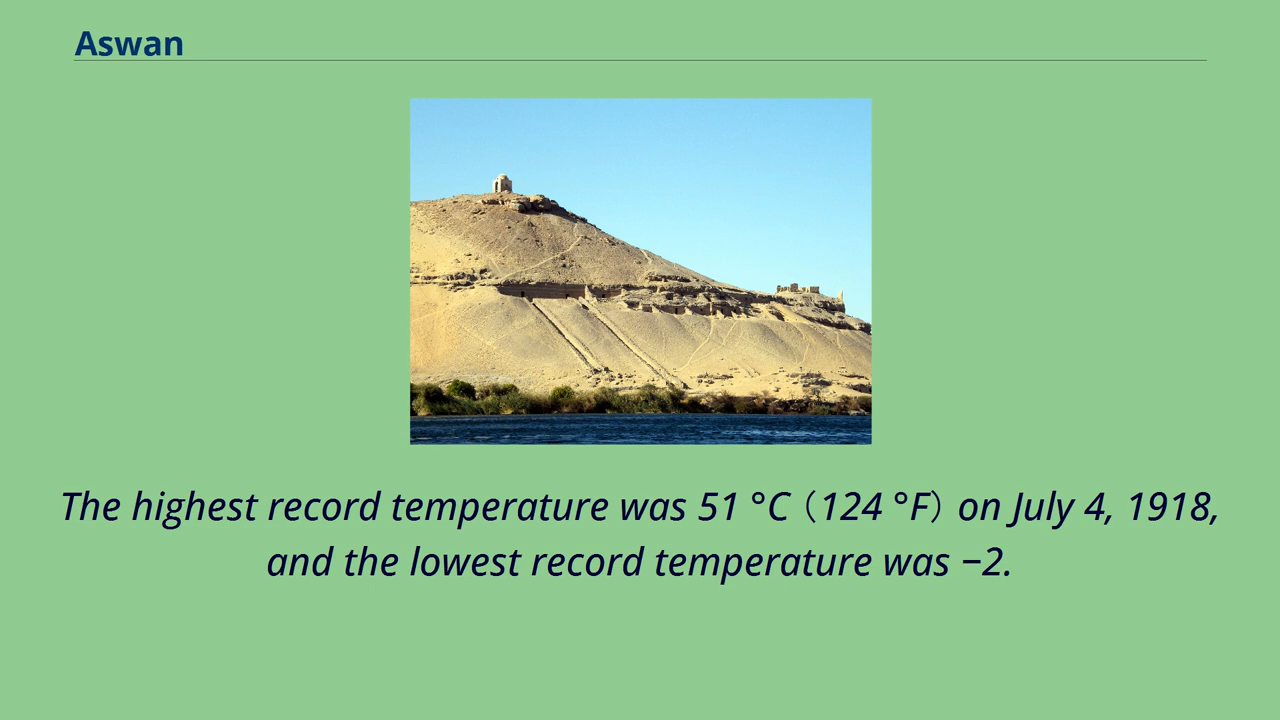 Aswan
The highest record temperature was 51 °C（124 °F）on July 4, 1918,
and the lowest record temperature was −2.